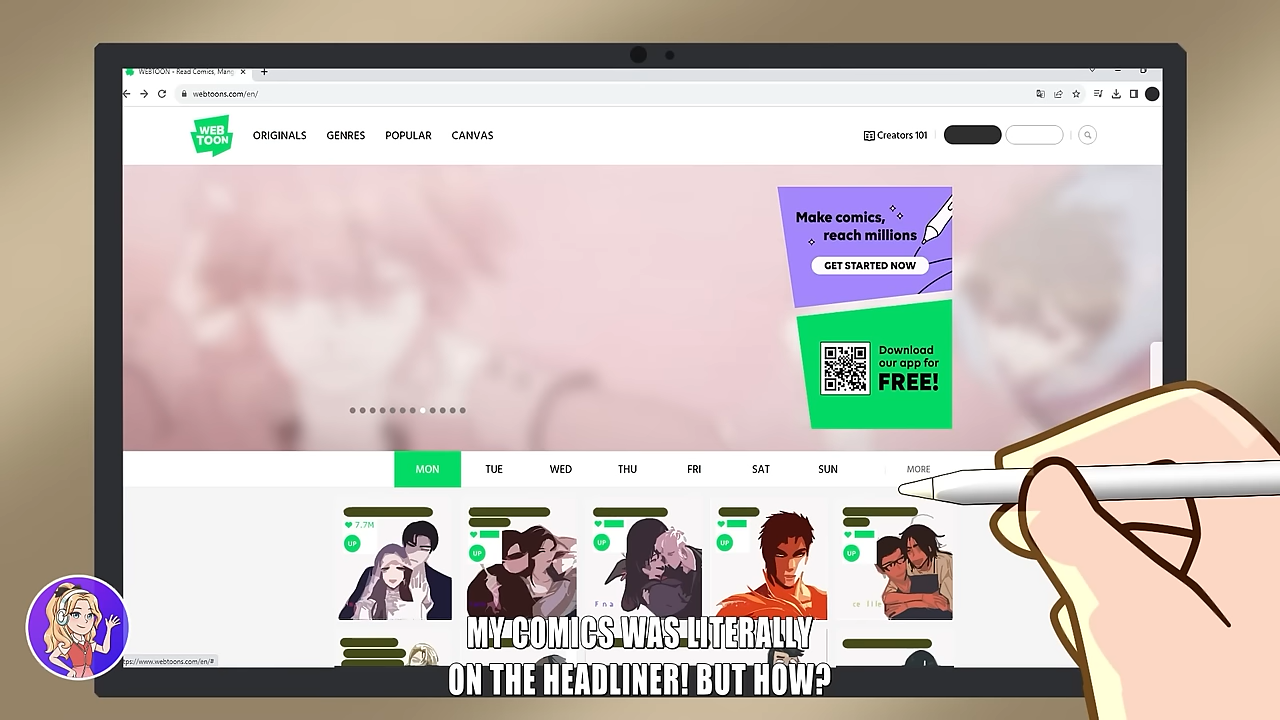 WEBTOON - Read Comics, Mang
webtoons.com/en/
WEB
TOON
ORIGINALS GENRES POPULAR CANVAS
Creators 101
Make comics,
reach millions
GET STARTED NOW
Download
our app for
FREE!
MON TUE WED THU FRI SAT SUN MORE
7.7M
UP UP UP UP UP
MY COMICS WAS LITERALLY
ON THE HEADLINER! BUT HOW?
tps://www.webtoons.com/en/#